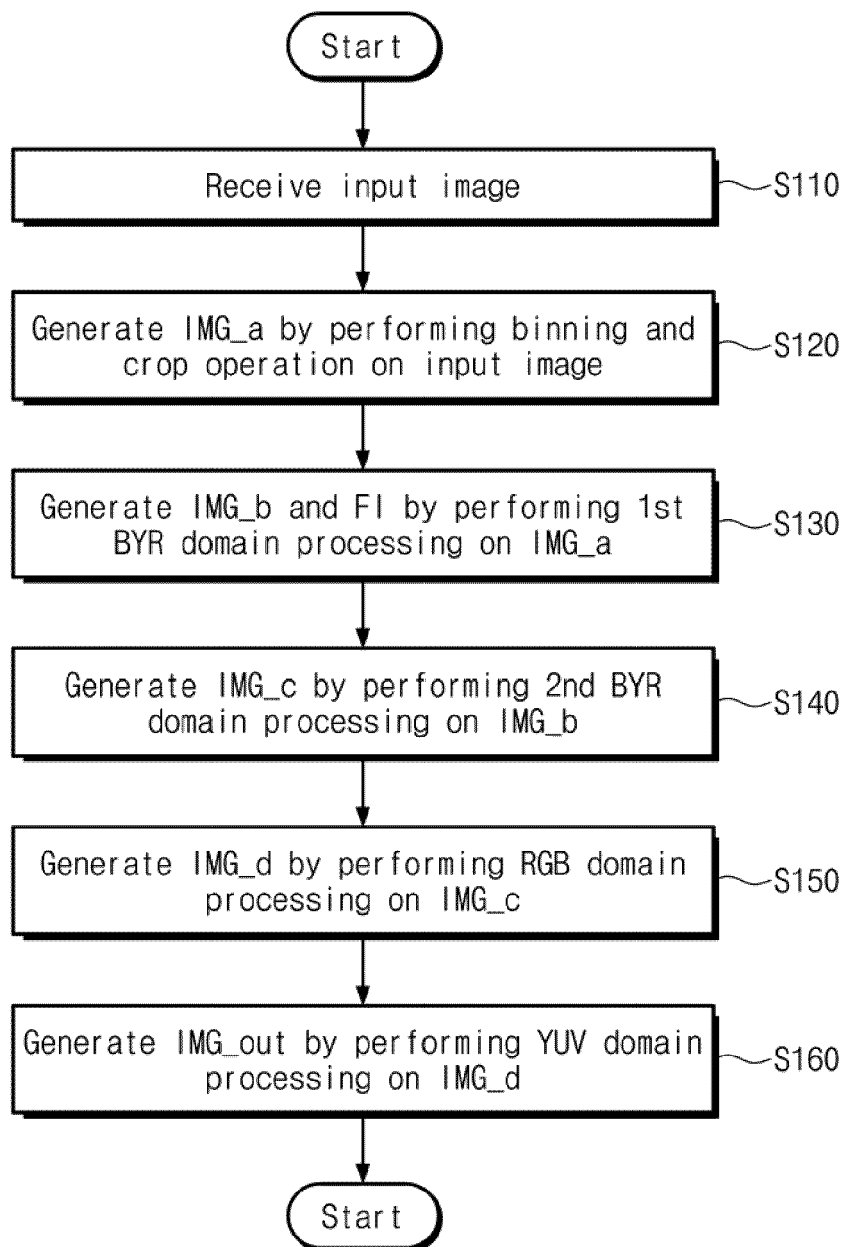 Start
Receive input image
S110
Generate IMG_a by performing binning and
crop operation on input image
S120
Generate IMG_b and FI by performing 1st
BYR domain processing on IMG_a
S130
Generate IMG_c by performing 2nd BYR
domain processing on IMG_b
S140
Generate IMG_d by performing RGB domain
processing on IMG_c
S150
Generate IMG_out by performing YUV domain
processing on IMG_d
S160
Start